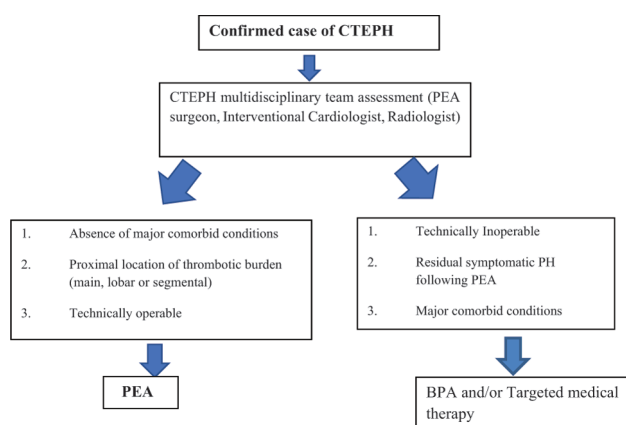 Confirmed case of CTEPH
CTEPH multidisciplinary team assessment (PEA
surgeon, Interventional Cardiologist, Radiologist)
1. Absence of major comorbid conditions
2. Proximal location of thrombotic burden
(main, lobar or segmental)
3. Technically operable
1. Technically Inoperable
2. Residual symptomatic PH
following PEA
3. Major comorbid conditions
PEA
BPA and/or Targeted medical
therapy